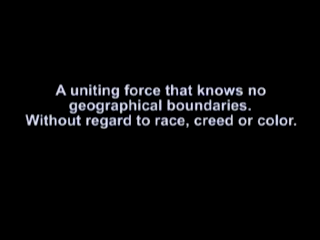 A uniting force that knows no
geographical boundaries.
Without regard to race, creed or color.